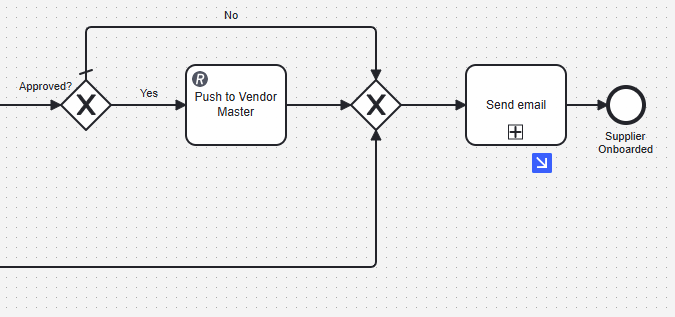 No
Approved?
Yes
R
Push to Vendor
Master
X
X
Send email
Supplier
Onboarded